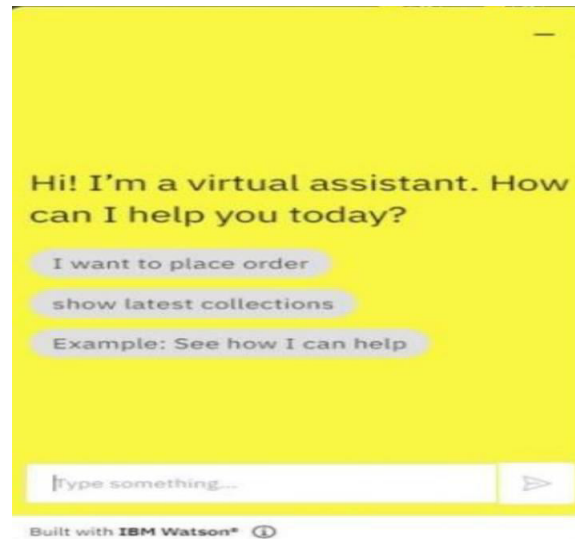 Hi! I'm a virtual assistant. How
can I help you today?
I want to place order
show latest collections
Example: See how I can help
Type something...
Built with IBM Watson®